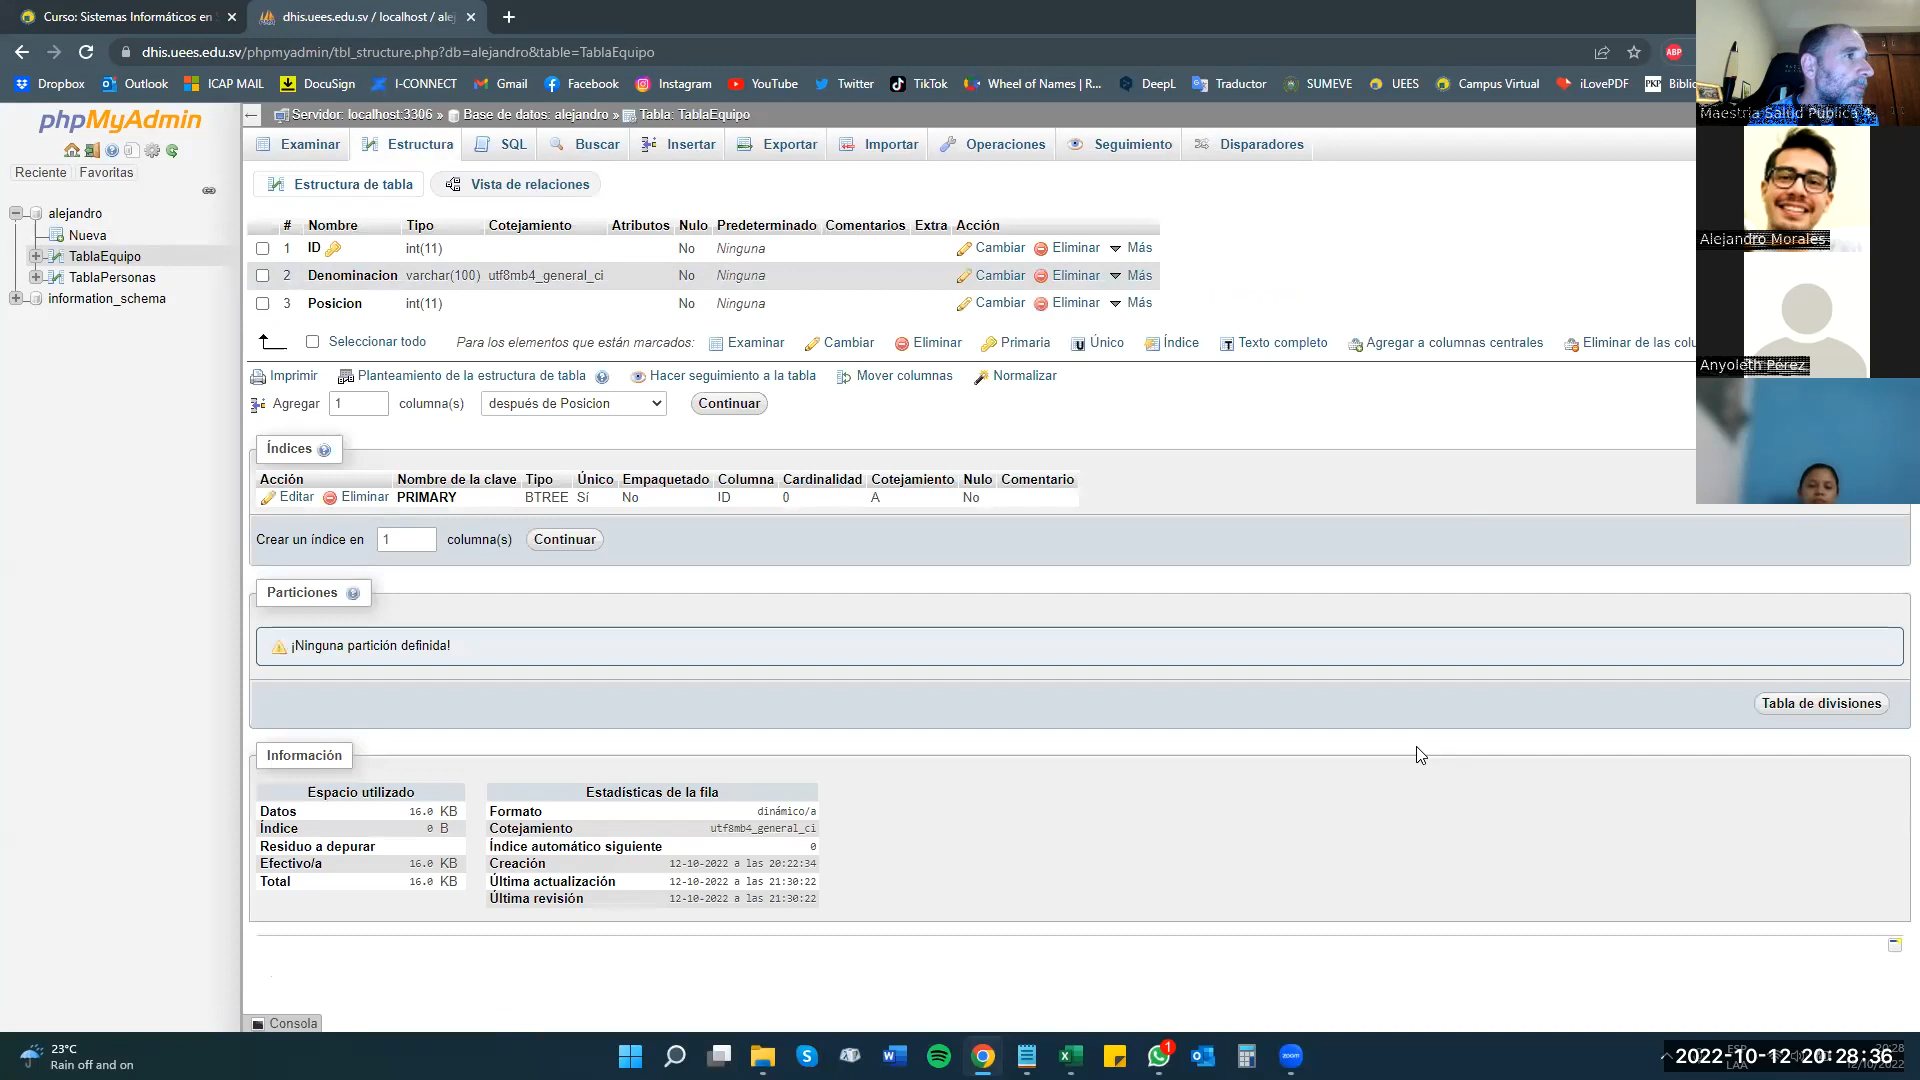 Curso: Sistemas Informáticos en
dhis.uees.edu.sv / localhost / ale
dhis.uees.edu.sv/phpmyadmin/tbl_structure.php?db=alejandro&table=TablaEquipo
ABP
Dropbox Outlook ICAP MAIL DocuSign I-CONNECT Gmail Facebook Instagram YouTube Twitter TikTok Wheel of Names | R... DeepL Traductor SUMEVE UEES Campus Virtual iLovePDF PKP Bibli
phpMyAdmin
Reciente Favoritas
alejandro
Nueva
TablaEquipo
TablaPersonas
information_schema
Servidor: localhost:3306 » Base de datos: alejandro » Tabla: TablaEquipo
Examinar Estructura SQL Buscar Insertar Exportar Importar Operaciones Seguimiento Disparadores
Estructura de tabla Vista de relaciones
# Nombre Tipo Cotejamiento Atributos Nulo Predeterminado Comentarios Extra Acción
1 ID int(11) No Ninguna Cambiar Eliminar Más
2 Denominacion varchar(100) utf8mb4_general_ci No Ninguna Cambiar Eliminar Más
3 Posicion int(11) No Ninguna Cambiar Eliminar Más
Seleccionar todo Para los elementos que están marcados: Examinar Cambiar Eliminar Primaria Único Índice Texto completo Agregar a columnas centrales Eliminar de las colu
Imprimir Planteamiento de la estructura de tabla Hacer seguimiento a la tabla Mover columnas Normalizar
Agregar 1 columna(s) después de Posicion Continuar
Índices
Acción Nombre de la clave Tipo Único Empaquetado Columna Cardinalidad Cotejamiento Nulo Comentario
Editar Eliminar PRIMARY BTREE Sí No ID 0 A No
Crear un índice en 1 columna(s) Continuar
Particiones
¡Ninguna partición definida!
Tabla de divisiones
Información
Espacio utilizado
Datos 16.0 KB
Índice 0 B
Residuo a depurar
Efectivo/a 16.0 KB
Total 16.0 KB
Estadísticas de la fila
Formato dinámico/a
Cotejamiento utf8mb4_general_ci
Índice automático siguiente 0
Creación 12-10-2022 a las 20:22:34
Última actualización 12-10-2022 a las 21:30:22
Última revisión 12-10-2022 a las 21:30:22
Consola
Maestria Salud Publica 4
Alejandro Morales
Anyoleth Perez
23°C
Rain off and on
1
zoom
2022-10-12 20:28:36